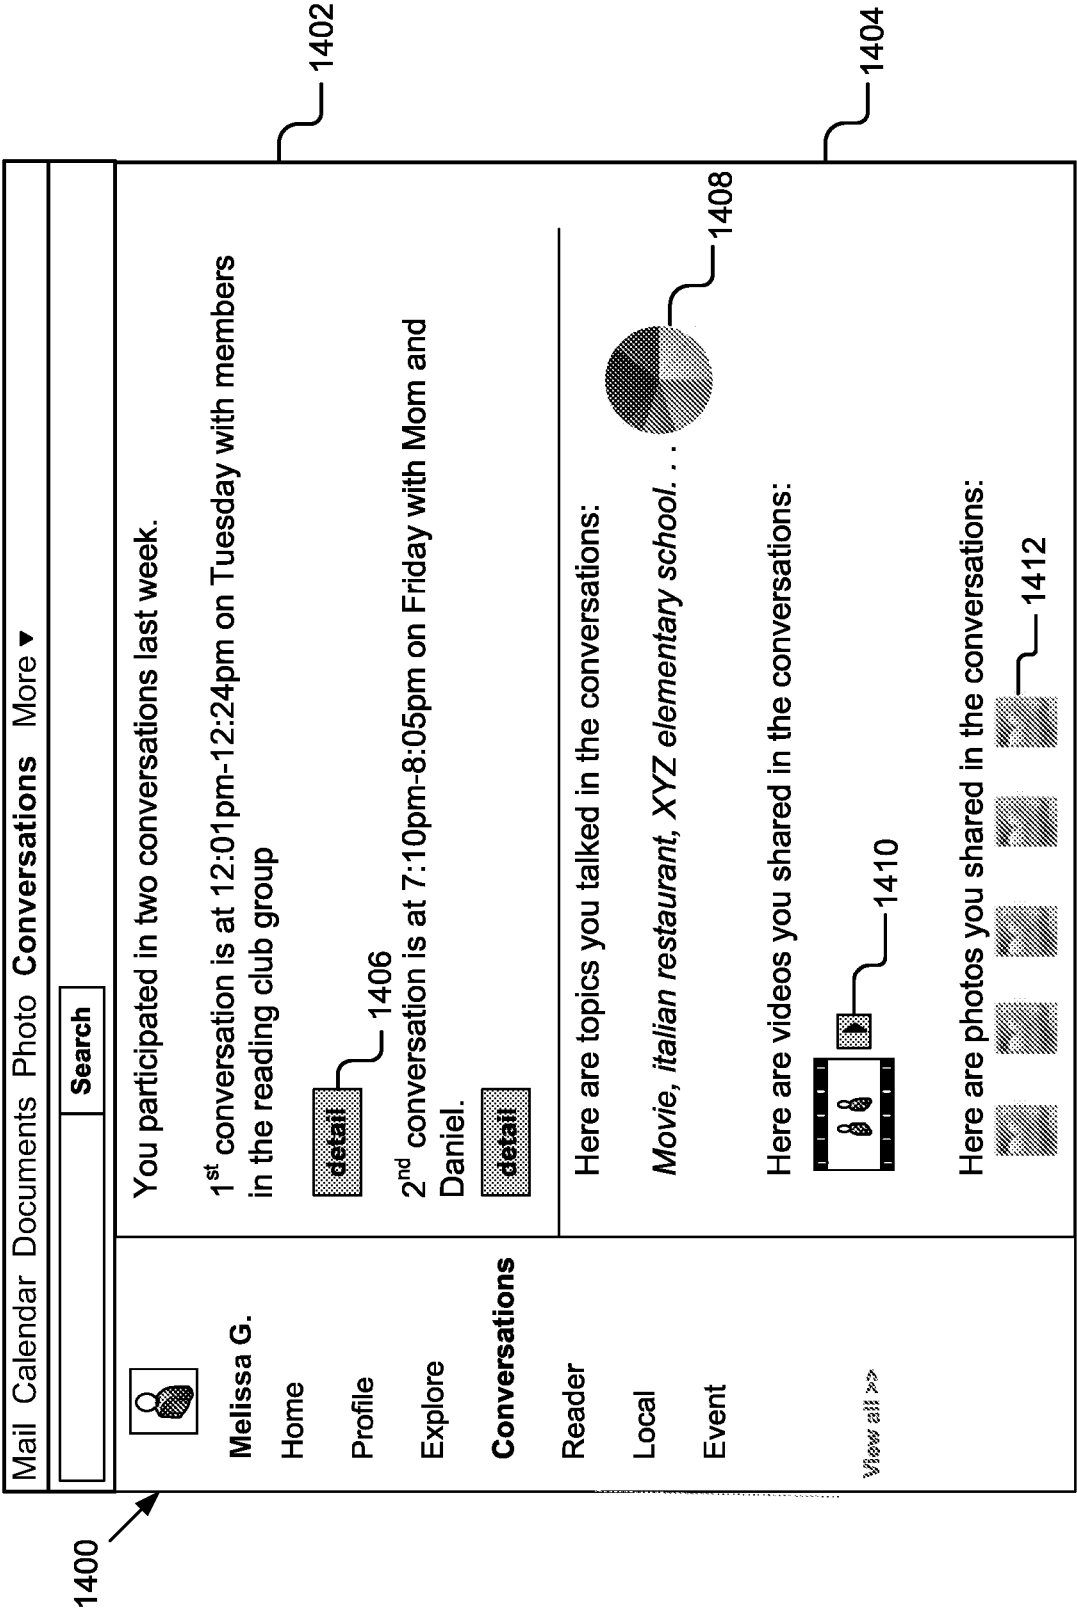 1400
Mail Calendar Documents Photo Conversations More ▾
Search
Melissa G.
Home
Profile
Explore
Conversations
Reader
Local
Event
View all >>
You participated in two conversations last week.
1st conversation is at 12:01pm-12:24pm on Tuesday with members
in the reading club group
detail
1406
2nd conversation is at 7:10pm-8:05pm on Friday with Mom and
Daniel.
detail
1402
Here are topics you talked in the conversations:
Movie, italian restaurant, XYZ elementary school. . .
1408
Here are videos you shared in the conversations:
1410
Here are photos you shared in the conversations:
1412
1404